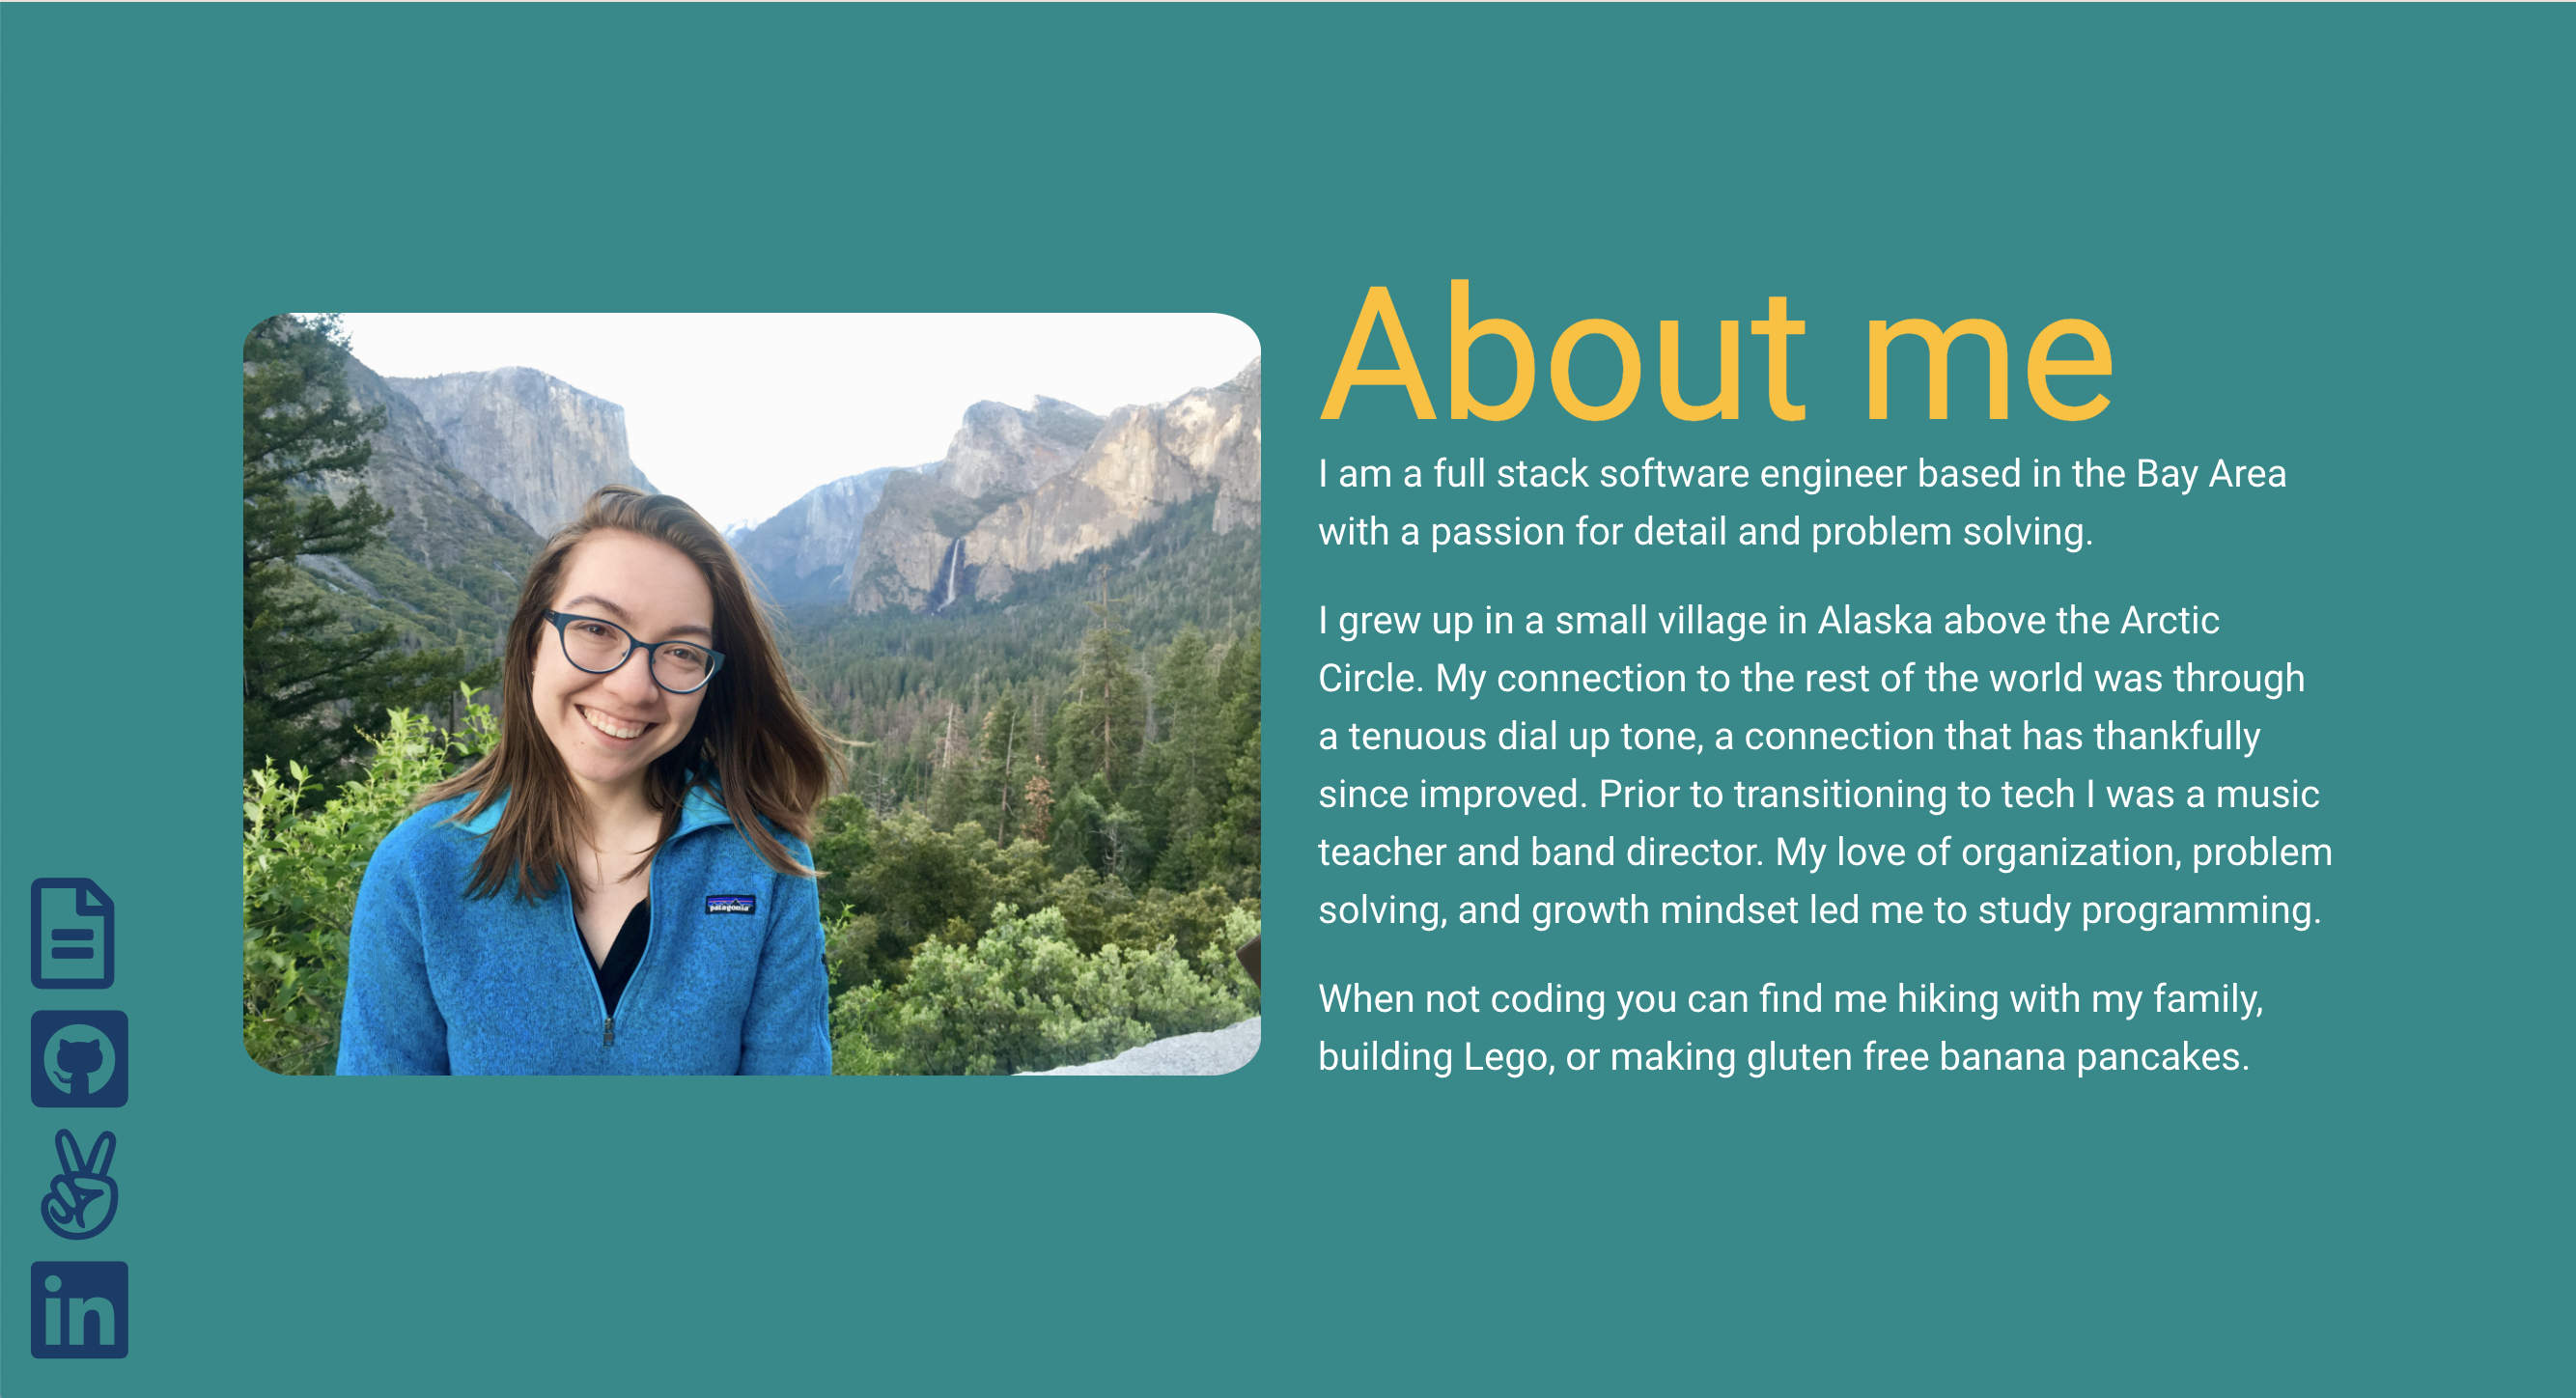 About me
I am a full stack software engineer based in the Bay Area
with a passion for detail and problem solving.
I grew up in a small village in Alaska above the Arctic
Circle. My connection to the rest of the world was through
a tenuous dial up tone, a connection that has thankfully
since improved. Prior to transitioning to tech I was a music
teacher and band director. My love of organization, problem
solving, and growth mindset led me to study programming.
When not coding you can find me hiking with my family,
building Lego, or making gluten free banana pancakes.
patagonia
in